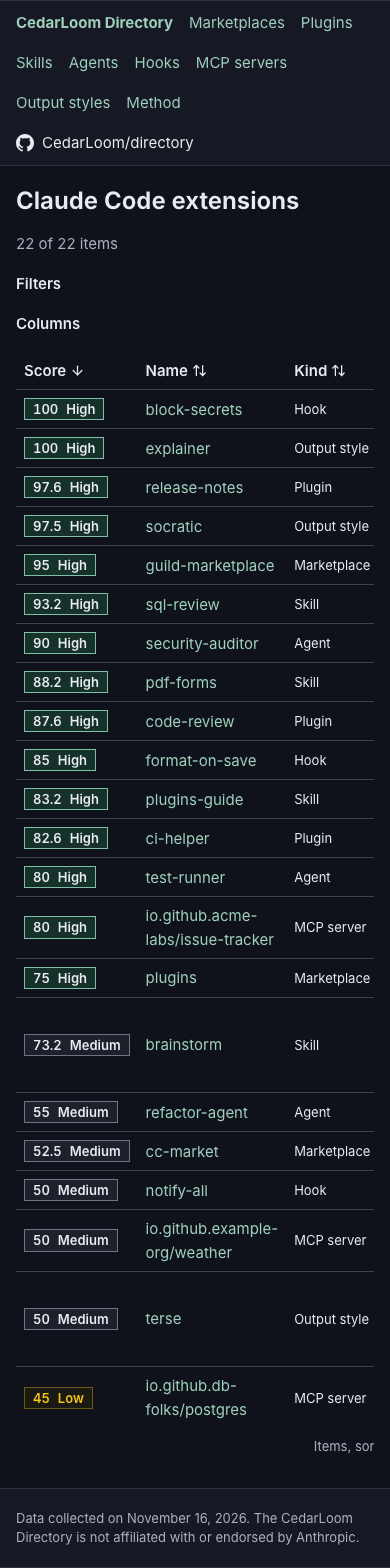 CedarLoom Directory Marketplaces Plugins
Skills Agents Hooks MCP servers
Output styles Method
CedarLoom/directory
Claude Code extensions
22 of 22 items
Filters
Columns
Score ↓ Name ↑↓ Kind ↑↓
100 High block-secrets Hook
100 High explainer Output style
97.6 High release-notes Plugin
97.5 High socratic Output style
95 High guild-marketplace Marketplace
93.2 High sql-review Skill
90 High security-auditor Agent
88.2 High pdf-forms Skill
87.6 High code-review Plugin
85 High format-on-save Hook
83.2 High plugins-guide Skill
82.6 High ci-helper Plugin
80 High test-runner Agent
80 High io.github.acme-
labs/issue-tracker MCP server
75 High plugins Marketplace
73.2 Medium brainstorm Skill
55 Medium refactor-agent Agent
52.5 Medium cc-market Marketplace
50 Medium notify-all Hook
50 Medium io.github.example-
org/weather MCP server
50 Medium terse Output style
45 Low io.github.db-
folks/postgres MCP server
Items, sor
Data collected on November 16, 2026. The CedarLoom
Directory is not affiliated with or endorsed by Anthropic.